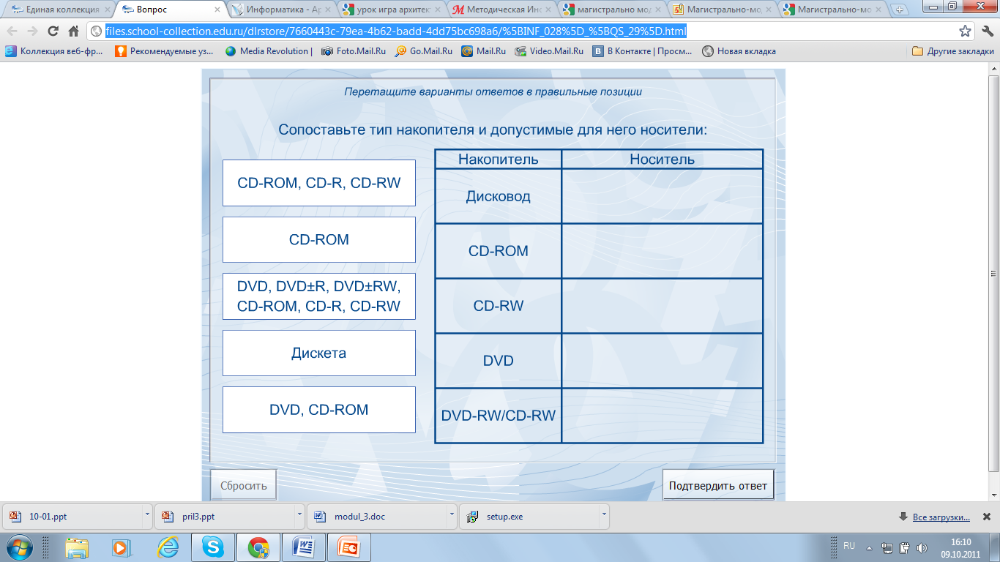 Единая коллекция
Вопрос
Информатика - Ар
урок игра архитек
Методическая Инс
магистрально мод
Магистрально-мо
Магистрально-мо
files.school-collection.edu.ru/dlrstore/7660443c-79ea-4b62-badd-4dd75bc698a6/%5BINF_028%5D_%5BQS_29%5D.html
Коллекция веб-фр...
Рекомендуемые уз...
Media Revolution |
Foto.Mail.Ru
Go.Mail.Ru
Mail.Ru
Video.Mail.Ru
В Контакте | Просм...
Новая вкладка
Другие закладки
Перетащите варианты ответов в правильные позиции
Сопоставьте тип накопителя и допустимые для него носители:
CD-ROM, CD-R, CD-RW
CD-ROM
DVD, DVD±R, DVD±RW,
CD-ROM, CD-R, CD-RW
Дискета
DVD, CD-ROM
Накопитель Носитель
Дисковод
CD-ROM
CD-RW
DVD
DVD-RW/CD-RW
Сбросить
Подтвердить ответ
10-01.ppt
pril3.ppt
modul_3.doc
setup.exe
Все загрузки...
RU
16:10
09.10.2011